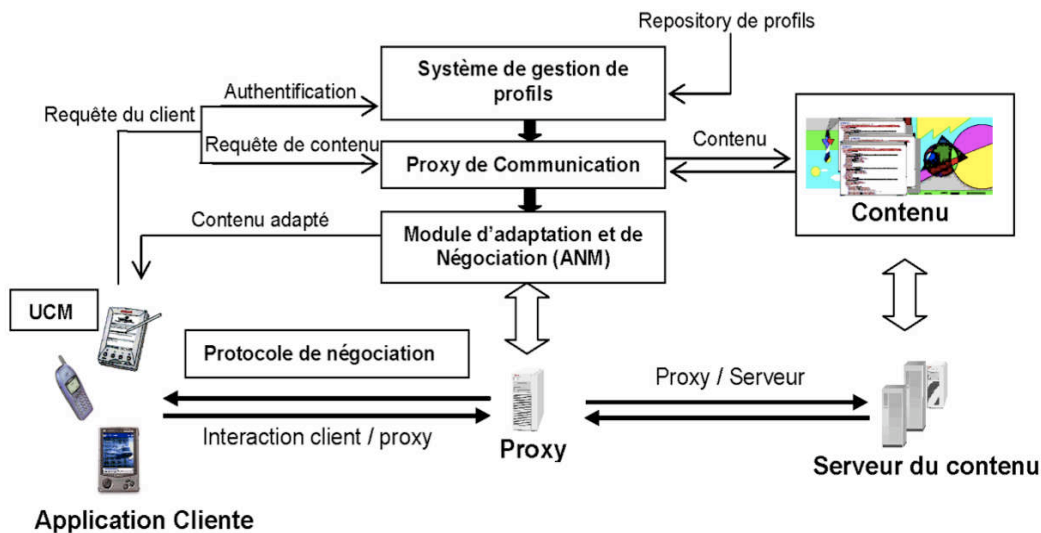 Repository de profils
Système de gestion de
profils
Authentification
Requête du client
Requête de contenu
Proxy de Communication
Contenu
Contenu
Contenu adapté
Module d’adaptation et de
Négociation (ANM)
UCM
Protocole de négociation
Proxy / Serveur
Interaction client / proxy
Proxy
Serveur du contenu
Application Cliente